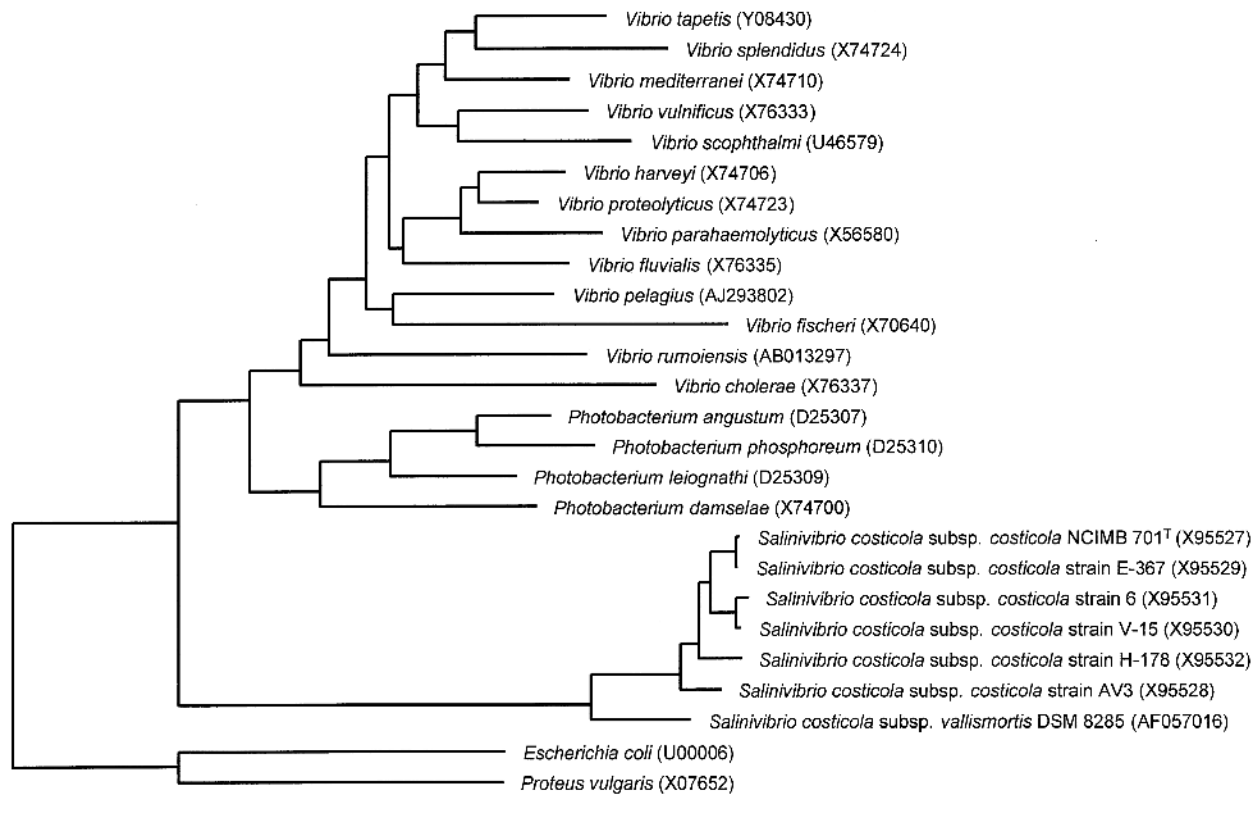 Vibrio tapetis (Y08430)
Vibrio splendidus (X74724)
Vibrio mediterranei (X74710)
Vibrio vulnificus (X76333)
Vibrio scophthalmi (U46579)
Vibrio harveyi (X74706)
Vibrio proteolyticus (X74723)
Vibrio parahaemolyticus (X56580)
Vibrio fluvialis (X76335)
Vibrio pelagius (AJ293802)
Vibrio fischeri (X70640)
Vibrio rumoiensis (AB013297)
Vibrio cholerae (X76337)
Photobacterium angustum (D25307)
Photobacterium phosphoreum (D25310)
Photobacterium leiognathi (D25309)
Photobacterium damselae (X74700)
Salinivibrio costicola subsp. costicola NCIMB 701ᵀ (X95527)
Salinivibrio costicola subsp. costicola strain E-367 (X95529)
Salinivibrio costicola subsp. costicola strain 6 (X95531)
Salinivibrio costicola subsp. costicola strain V-15 (X95530)
Salinivibrio costicola subsp. costicola strain H-178 (X95532)
Salinivibrio costicola subsp. costicola strain AV3 (X95528)
Salinivibrio costicola subsp. vallismortis DSM 8285 (AF057016)
Escherichia coli (U00006)
Proteus vulgaris (X07652)